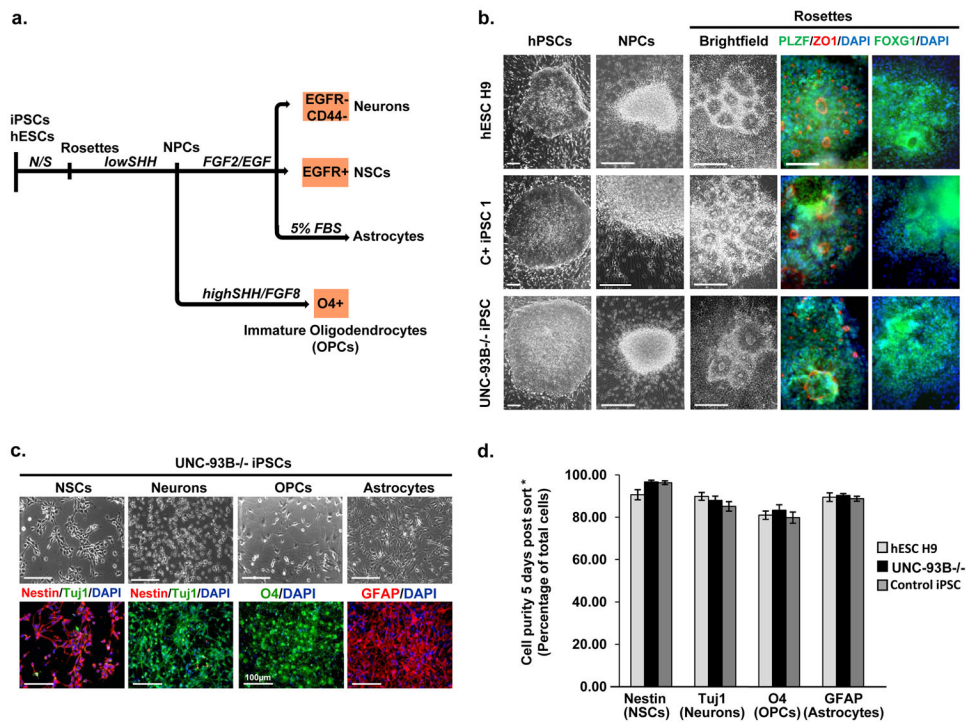 a.
iPSCs
hESCs
N/S
Rosettes
lowSHH
NPCs
FGF2/EGF
EGFR-
CD44-
Neurons
EGFR+
NSCs
5% FBS
Astrocytes
highSHH/FGF8
O4+
Immature Oligodendrocytes
(OPCs)
b.
Rosettes
hPSCs
NPCs
Brightfield
PLZF/ZO1/DAPI
FOXG1/DAPI
hESC H9
C+ iPSC 1
UNC-93B-/- iPSC
c.
UNC-93B-/- iPSCs
NSCs
Neurons
OPCs
Astrocytes
Nestin/Tuj1/DAPI
Nestin/Tuj1/DAPI
O4/DAPI
GFAP/DAPI
100µm
d.
Cell purity 5 days post sort *
(Percentage of total cells)
100.00
80.00
60.00
40.00
20.00
0.00
hESC H9
UNC-93B-/-
Control iPSC
Nestin
(NSCs)
Tuj1
(Neurons)
O4
(OPCs)
GFAP
(Astrocytes)